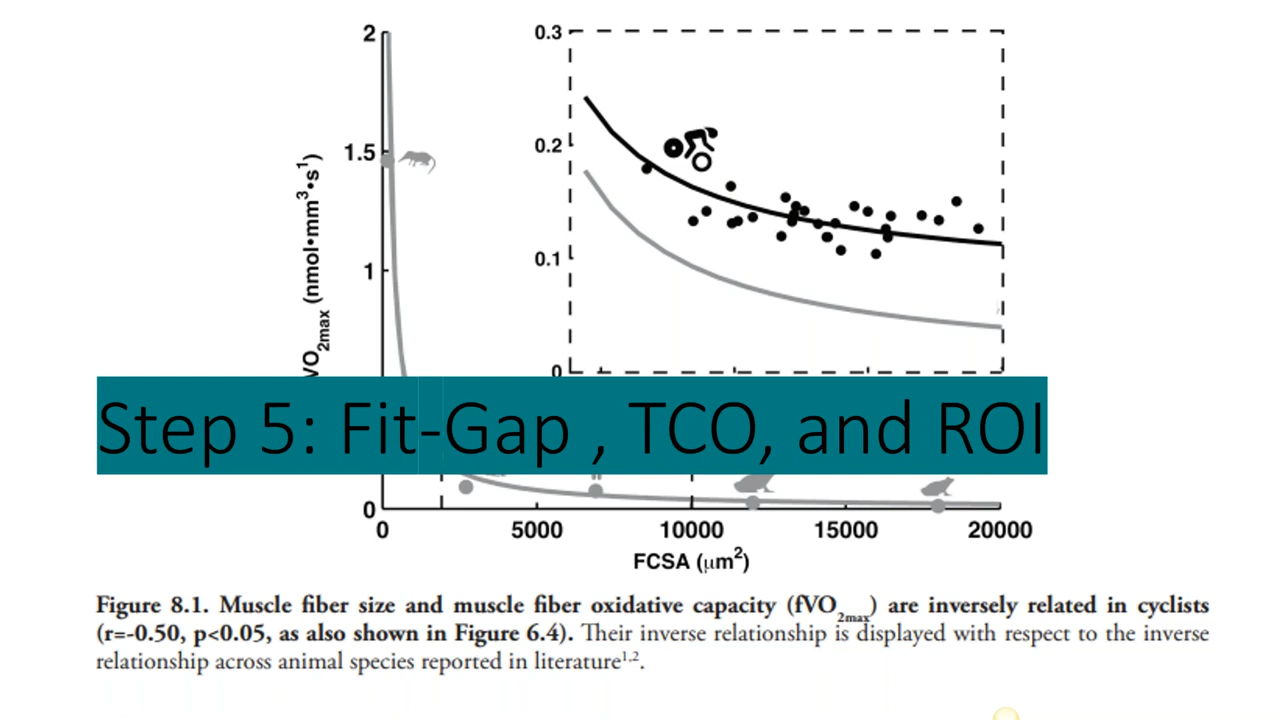 2
1.5
1
0
VO2max (nmol•mm3•s1)
0.3
0.2
0.1
0
Step 5: Fit-Gap , TCO, and ROI
0 5000 10000 15000 20000
FCSA (μm2)
Figure 8.1. Muscle fiber size and muscle fiber oxidative capacity (fVO2max) are inversely related in cyclists
(r=-0.50, p<0.05, as also shown in Figure 6.4). Their inverse relationship is displayed with respect to the inverse
relationship across animal species reported in literature1,2.